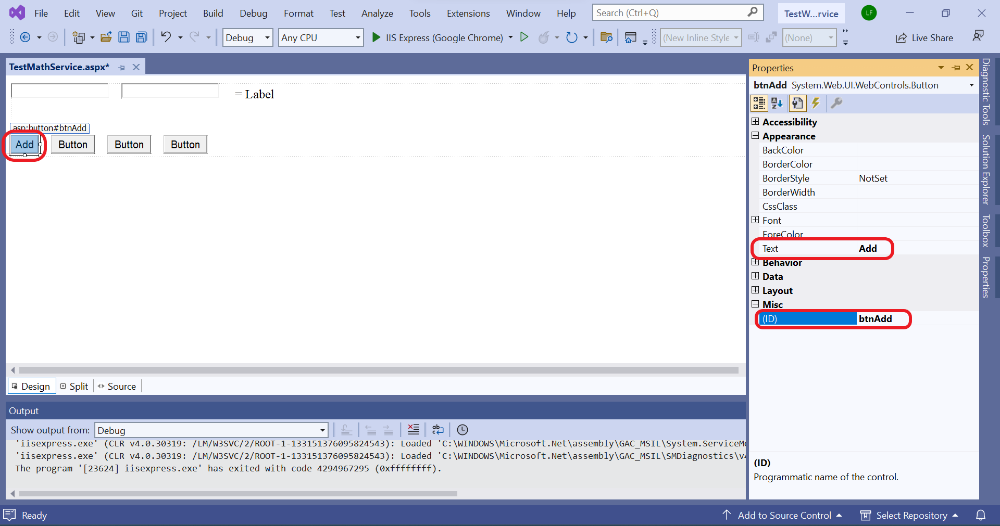 File Edit View Git Project Build Debug Format Test Analyze Tools Extensions Window Help Search (Ctrl+Q) TestW...rvice LF
Debug Any CPU IIS Express (Google Chrome) (New Inline Style (None) Live Share
TestMathService.aspx*
= Label
asp:button#btnAdd
Add Button Button Button
Design Split Source
Output
Show output from: Debug
'iisexpress.exe' (CLR v4.0.30319: /LM/W3SVC/2/ROOT-1-133151376095824543): Loaded 'C:\WINDOWS\Microsoft.Net\assembly\GAC_MSIL\System.ServiceMo
'iisexpress.exe' (CLR v4.0.30319: /LM/W3SVC/2/ROOT-1-133151376095824543): Loaded 'C:\WINDOWS\Microsoft.Net\assembly\GAC_MSIL\SMDiagnostics\v4
The program '[23624] iisexpress.exe' has exited with code 4294967295 (0xffffffff).
Properties
btnAdd System.Web.UI.WebControls.Button
Accessibility
Appearance
BackColor
BorderColor
BorderStyle NotSet
BorderWidth
CssClass
Font
ForeColor
Text Add
Behavior
Data
Layout
Misc
(ID) btnAdd
(ID)
Programmatic name of the control.
Diagnostic Tools
Solution Explorer
Toolbox
Properties
Ready Add to Source Control Select Repository